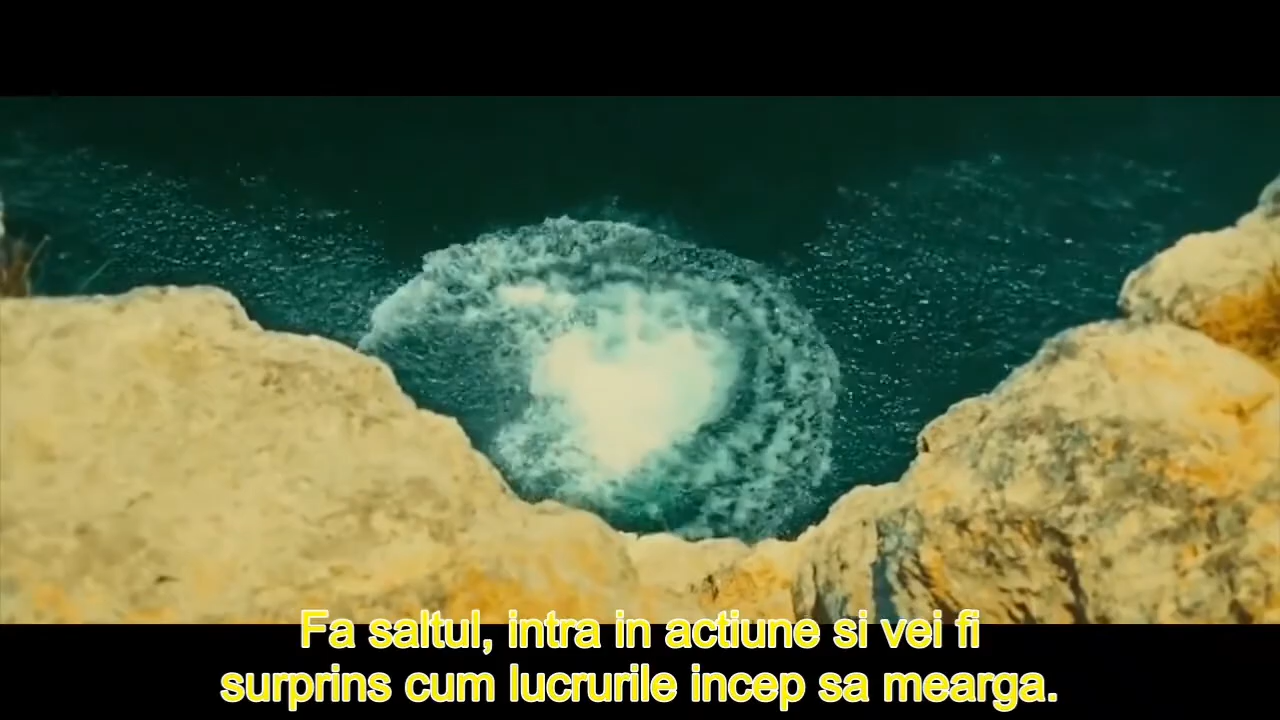 Fa saltul, intra in actiune si vei fi
surprins cum lucrurile incep sa mearga.